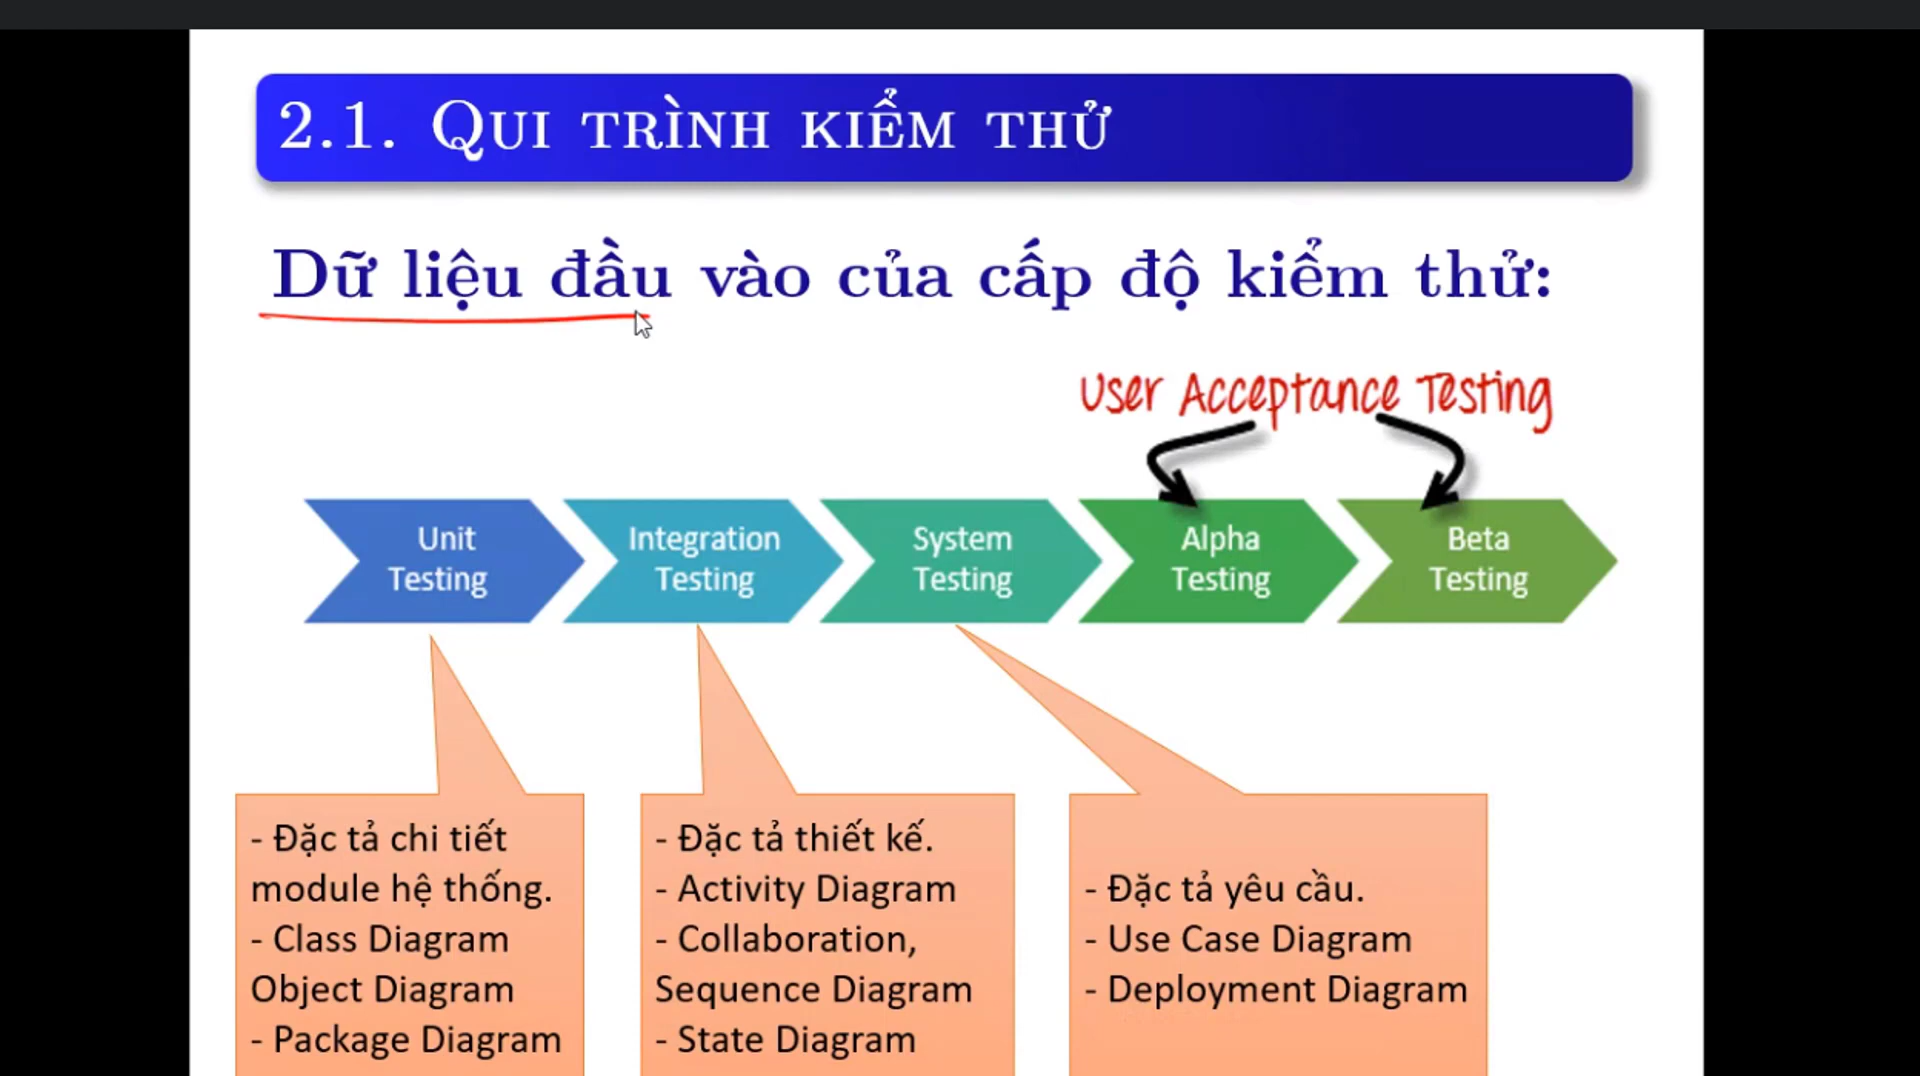 2.1. QUI TRÌNH KIỂM THỬ
Dữ liệu đầu vào của cấp độ kiểm thử:
User Acceptance Testing
Unit
Testing
Integration
Testing
System
Testing
Alpha
Testing
Beta
Testing
- Đặc tả chi tiết
module hệ thống.
- Class Diagram
Object Diagram
- Package Diagram
- Đặc tả thiết kế.
- Activity Diagram
- Collaboration,
Sequence Diagram
- State Diagram
- Đặc tả yêu cầu.
- Use Case Diagram
- Deployment Diagram